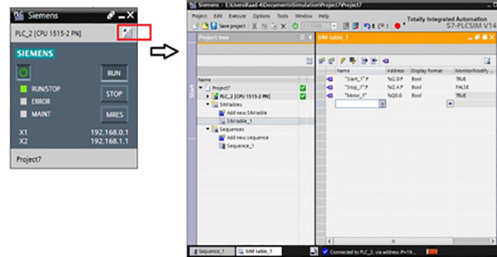 Siemens
PLC_2 [CPU 1515-2 PN]
SIEMENS
RUN/STOP
ERROR
MAINT
RUN
STOP
MRES
X1 192.168.0.1
X2 192.168.1.1
Project7
Siemens - E:\Users\Raad-4\Documents\Simulation\Project7\Project7
Project Edit Execute Options Tools Window Help
Save project
Totally Integrated Automation
S7-PLCSIM V14
Project tree
SIM table_1
Start
Name
Project7
PLC_2 [CPU 1515-2 PN]
SIM tables
Add new SIM table
SIM table_1
Sequences
Add new sequence
Sequence_1
Name Address Display format Monitor/Modify...
"Start_1":P Bool TRUE
"Stop_1":P Bool FALSE
"Motor_1" %Q0.0 Bool TRUE
Sequence_1 SIM table_1
Connected to PLC_2, via address IP=19...